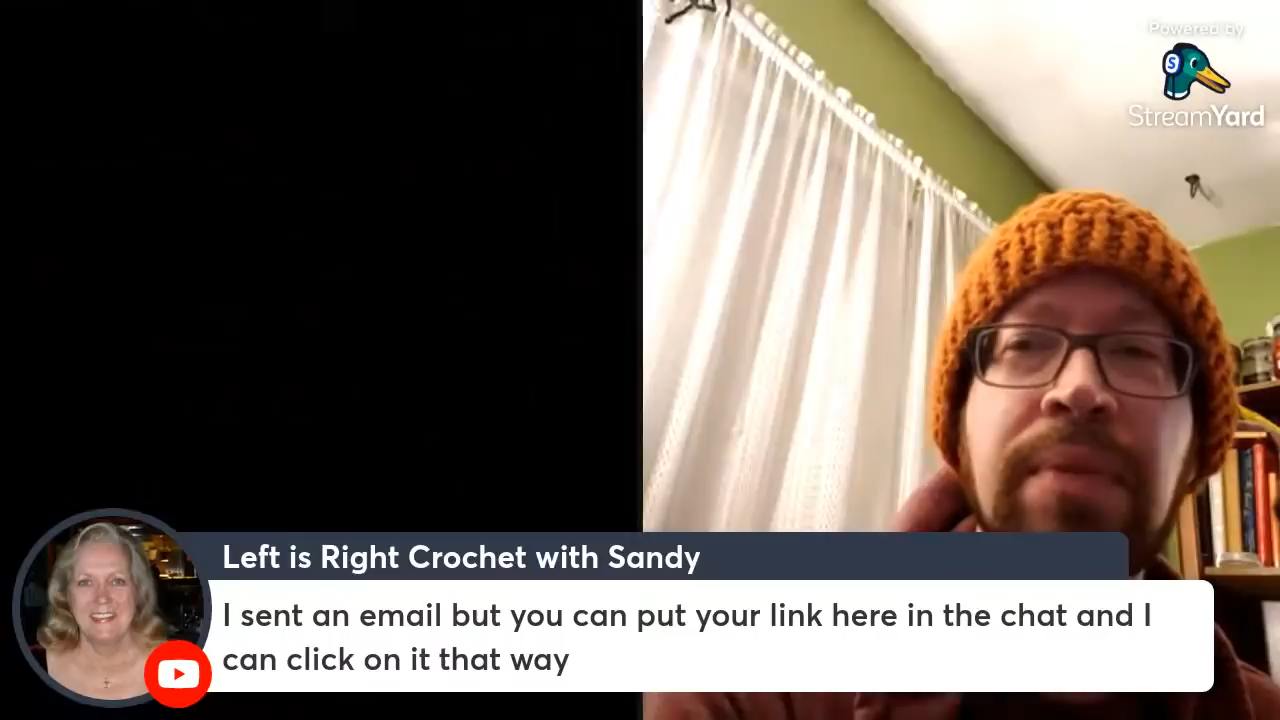 Powered by
StreamYard
Left is Right Crochet with Sandy
I sent an email but you can put your link here in the chat and I
can click on it that way